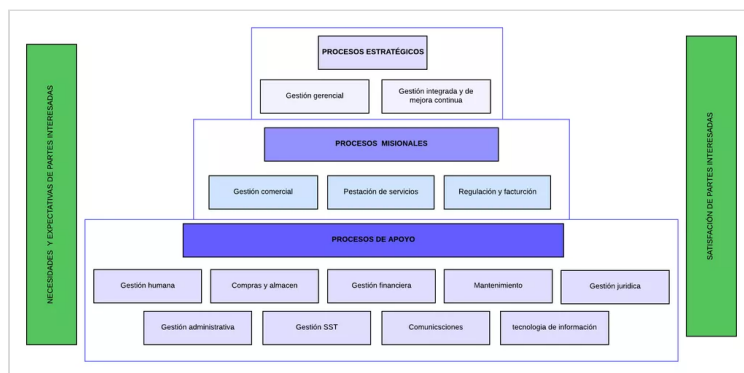 NECESIDADES Y EXPECTATIVAS DE PARTES INTERESADAS
PROCESOS ESTRATÉGICOS
Gestión gerencial
Gestión integrada y de
mejora continua
PROCESOS MISIONALES
Gestión comercial
Pestación de servicios
Regulación y facturción
PROCESOS DE APOYO
Gestión humana
Compras y almacen
Gestión financiera
Mantenimiento
Gestión juridica
Gestión administrativa
Gestión SST
Comunicsciones
tecnologia de información
SATISFACIÓN DE PARTES INTERESADAS